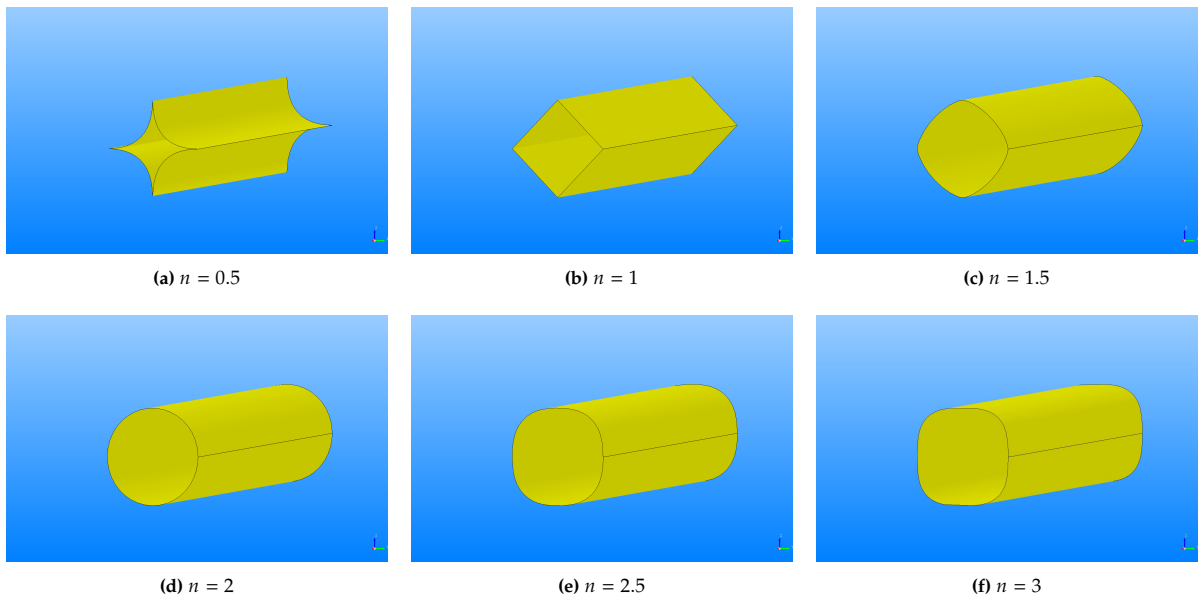 (a) n = 0.5
(b) n = 1
(c) n = 1.5
(d) n = 2
(e) n = 2.5
(f) n = 3